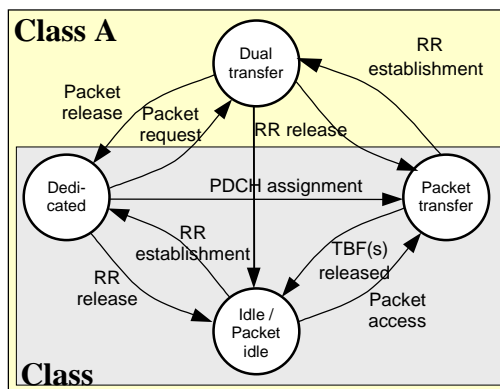 Class A
Dual
transfer
RR
establishment
Packet
release
Packet
request
RR release
Dedi-
cated
PDCH assignment
Packet
transfer
RR
establishment
TBF(s)
released
RR
release
Idle /
Packet
idle
Packet
access
Class